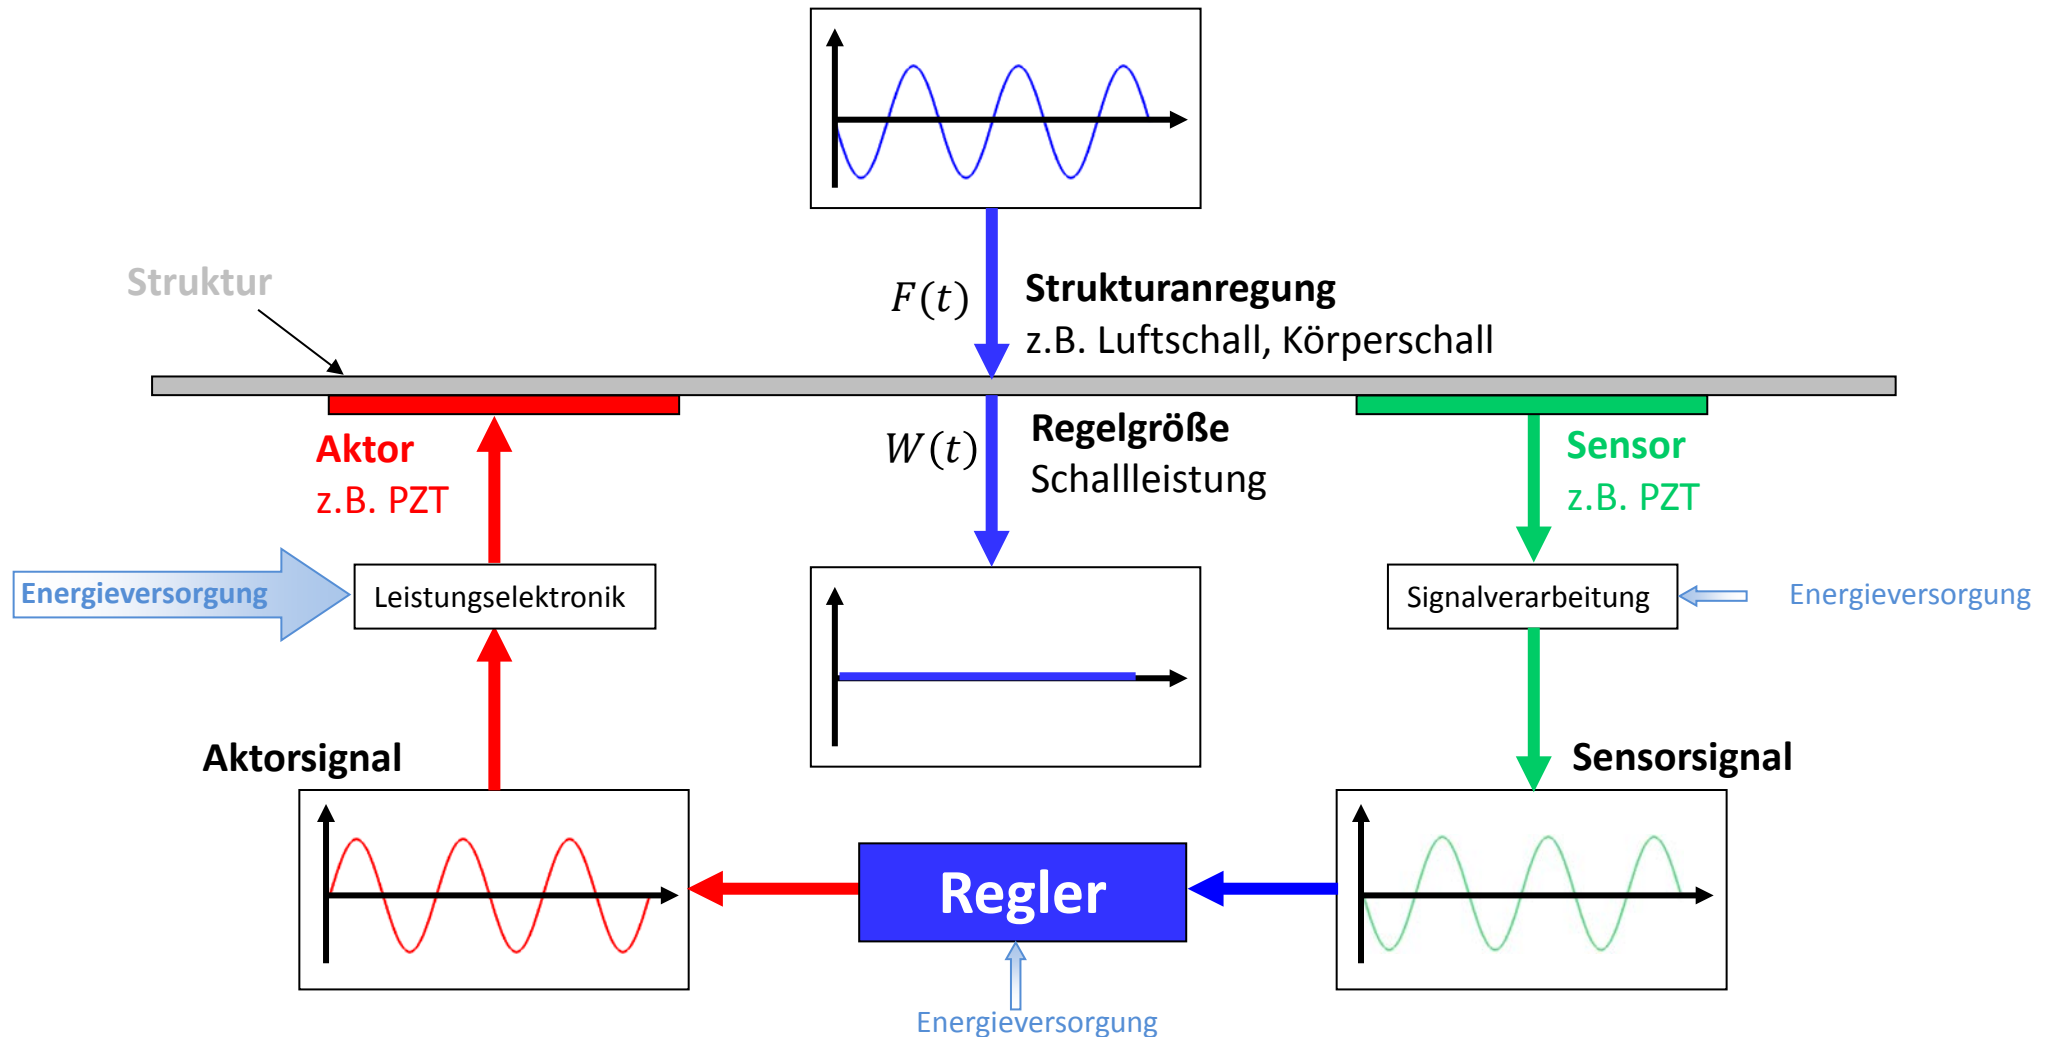 Struktur
F(t)
Strukturanregung
z.B. Luftschall, Körperschall
Aktor
z.B. PZT
W(t)
Regelgröße
Schallleistung
Sensor
z.B. PZT
Energieversorgung
Leistungselektronik
Signalverarbeitung
Energieversorgung
Aktorsignal
Sensorsignal
Regler
Energieversorgung